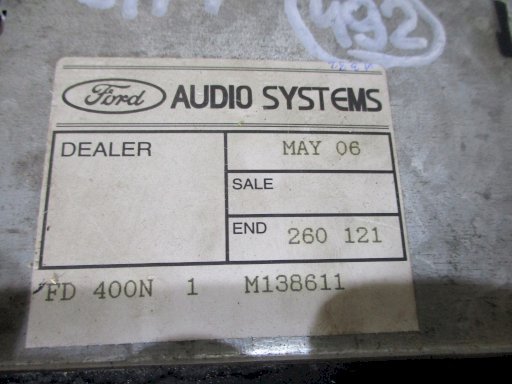 492
Ford AUDIO SYSTEMS
DEALER
MAY 06
SALE
END 260 121
FD 400N 1 M138611